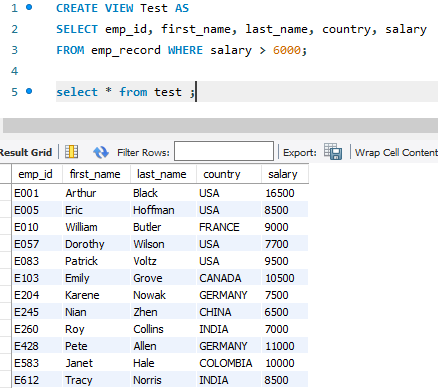 1 CREATE VIEW Test AS
2 SELECT emp_id, first_name, last_name, country, salary
3 FROM emp_record WHERE salary > 6000;
4
5 select * from test ;
Result Grid Filter Rows: Export: Wrap Cell Content
emp_id first_name last_name country salary
E001 Arthur Black USA 16500
E005 Eric Hoffman USA 8500
E010 William Butler FRANCE 9000
E057 Dorothy Wilson USA 7700
E083 Patrick Voltz USA 9500
E103 Emily Grove CANADA 10500
E204 Karene Nowak GERMANY 7500
E245 Nian Zhen CHINA 6500
E260 Roy Collins INDIA 7000
E428 Pete Allen GERMANY 11000
E583 Janet Hale COLOMBIA 10000
E612 Tracy Norris INDIA 8500